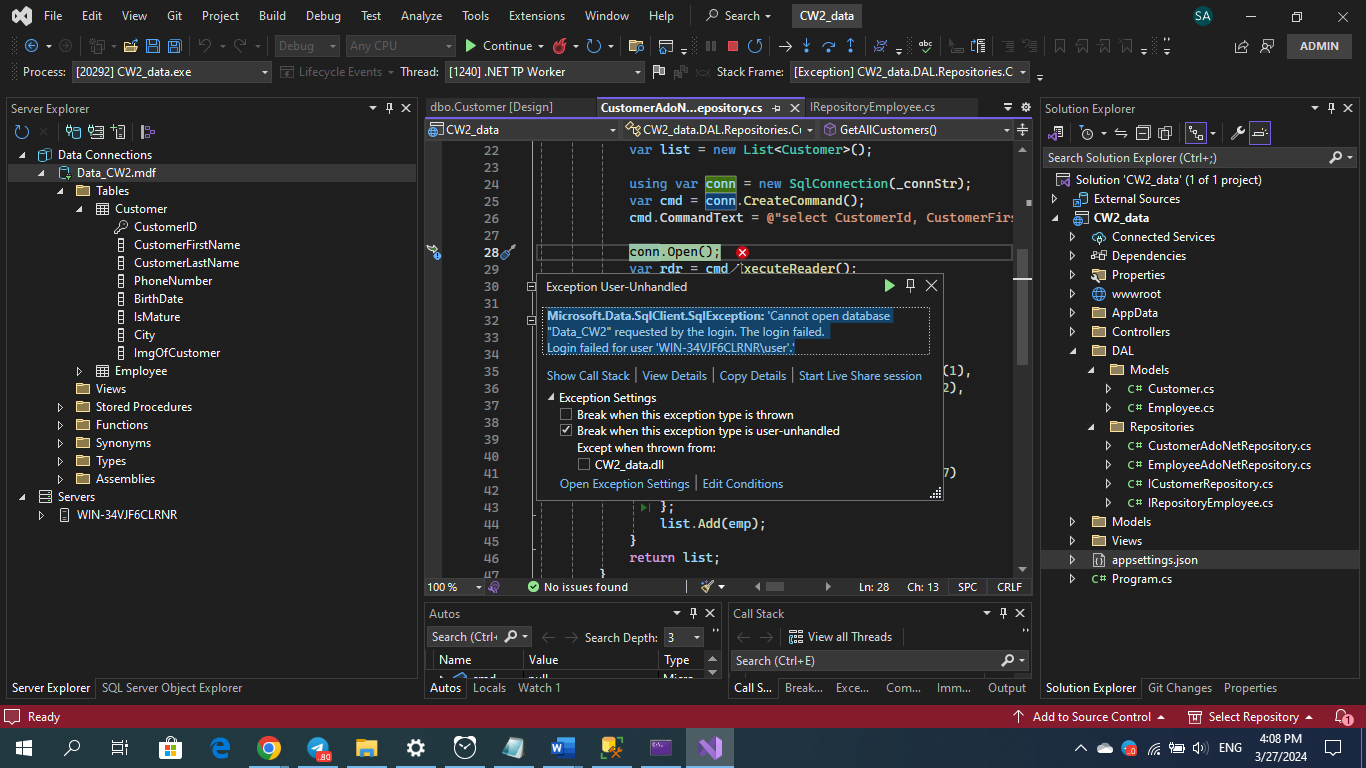 File Edit View Git Project Build Debug Test Analyze Tools Extensions Window Help Search CW2_data SA
Debug Any CPU Continue ADMIN
Process: [20292] CW2_data.exe Lifecycle Events Thread: [1240] .NET TP Worker Stack Frame: [Exception] CW2_data.DAL.Repositories.C
Server Explorer
Data Connections
Data_CW2.mdf
Tables
Customer
CustomerID
CustomerFirstName
CustomerLastName
PhoneNumber
BirthDate
IsMature
City
ImgOfCustomer
Employee
Views
Stored Procedures
Functions
Synonyms
Types
Assemblies
Servers
WIN-34VJF6CLRNR
Server Explorer SQL Server Object Explorer
dbo.Customer [Design] CustomerAdoN...epository.cs IRepositoryEmployee.cs
CW2_data CW2_data.DAL.Repositories.Cu GetAllCustomers()
22 var list = new List<Customer>();
23
24 using var conn = new SqlConnection(_connStr);
25 var cmd = conn.CreateCommand();
26 cmd.CommandText = @"select CustomerId, CustomerFirs
27
28 conn.Open();
29 var rdr = cmd xecuteReader();
30
31
32
33
34
35 (1),
36 2),
37
38
39
40
41 7)
42
43 };
44 list.Add(emp);
45 }
46 return list;
47 }
Exception User-Unhandled
Microsoft.Data.SqlClient.SqlException: 'Cannot open database
"Data_CW2" requested by the login. The login failed.
Login failed for user 'WIN-34VJF6CLRNR\user'.'
Show Call Stack | View Details | Copy Details | Start Live Share session
Exception Settings
Break when this exception type is thrown
Break when this exception type is user-unhandled
Except when thrown from:
CW2_data.dll
Open Exception Settings | Edit Conditions
100 % No issues found Ln: 28 Ch: 13 SPC CRLF
Autos
Search (Ctrl+ Search Depth: 3
Name Value Type
cmd null Micro
Autos Locals Watch 1
Call Stack
View all Threads
Search (Ctrl+E)
Call S... Break... Exce... Com... Imm... Output
Solution Explorer
Search Solution Explorer (Ctrl+;)
Solution 'CW2_data' (1 of 1 project)
External Sources
CW2_data
Connected Services
Dependencies
Properties
wwwroot
AppData
Controllers
DAL
Models
C# Customer.cs
C# Employee.cs
Repositories
C# CustomerAdoNetRepository.cs
C# EmployeeAdoNetRepository.cs
C# ICustomerRepository.cs
C# IRepositoryEmployee.cs
Models
Views
appsettings.json
C# Program.cs
Solution Explorer Git Changes Properties
Ready Add to Source Control Select Repository 1
80 ENG 4:08 PM
3/27/2024